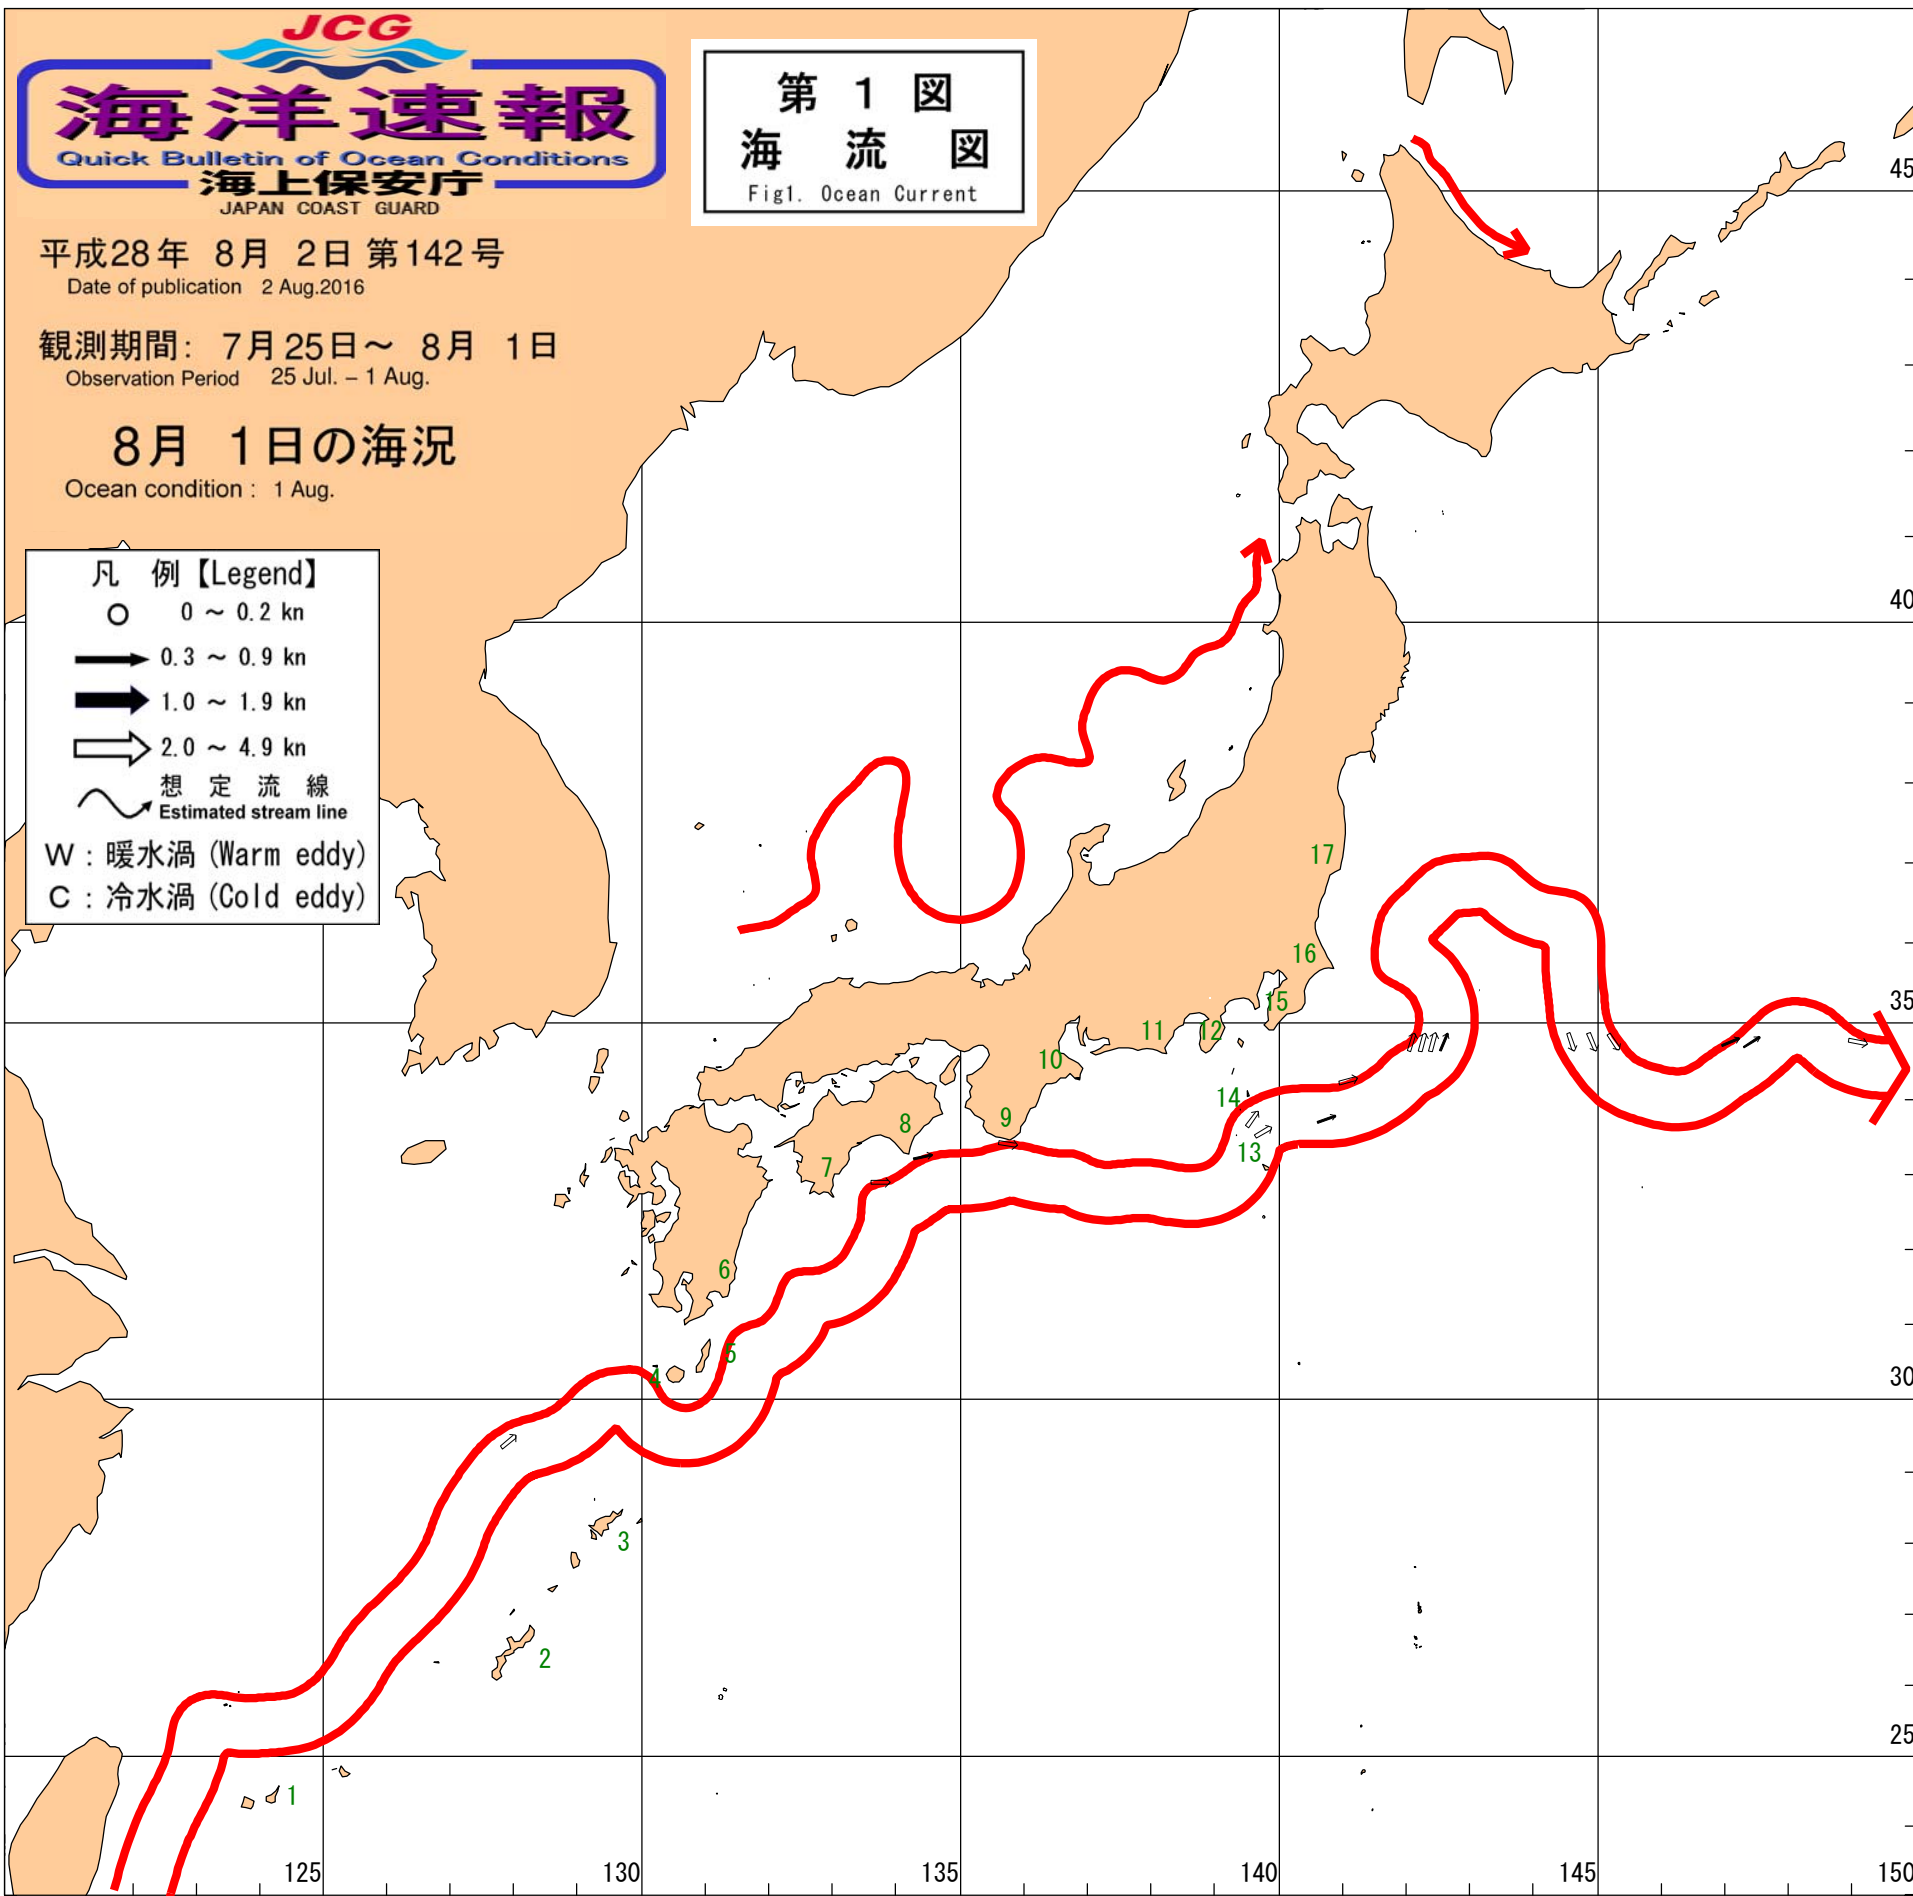 JCG
海洋速報
Quick Bulletin of Ocean Conditions
海上保安庁
JAPAN COAST GUARD
平成28年 8月 2日 第142号
Date of publication 2 Aug.2016
観測期間: 7月25日～ 8月 1日
Observation Period 25 Jul. – 1 Aug.
8月 1日の海況
Ocean condition : 1 Aug.
第 1 図
海 流 図
Fig1. Ocean Current
凡 例【Legend】
0 ～ 0.2 kn
0.3 ～ 0.9 kn
1.0 ～ 1.9 kn
2.0 ～ 4.9 kn
想 定 流 線
Estimated stream line
W : 暖水渦 (Warm eddy)
C : 冷水渦 (Cold eddy)
45
40
35
30
25
17
16
15
12
11
10
14
13
9
8
7
6
5
4
3
2
1
125
130
135
140
145
150